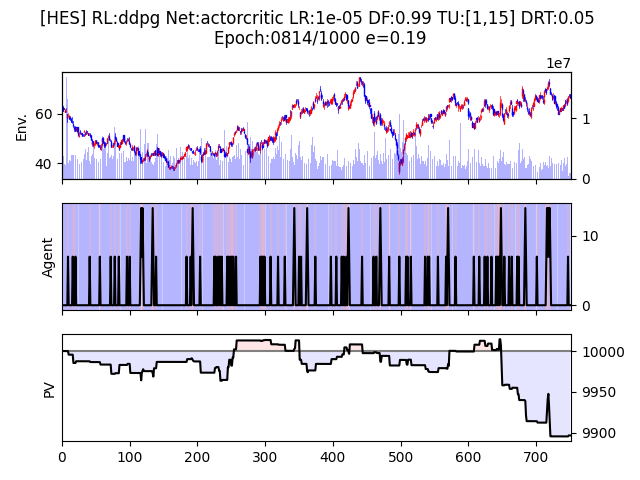 [HES] RL:ddpg Net:actorcritic LR:1e-05 DF:0.99 TU:[1,15] DRT:0.05
Epoch:0814/1000 e=0.19
1e7
Env.
60
40
1
0
Agent
10
0
PV
10000
9950
9900
0 100 200 300 400 500 600 700